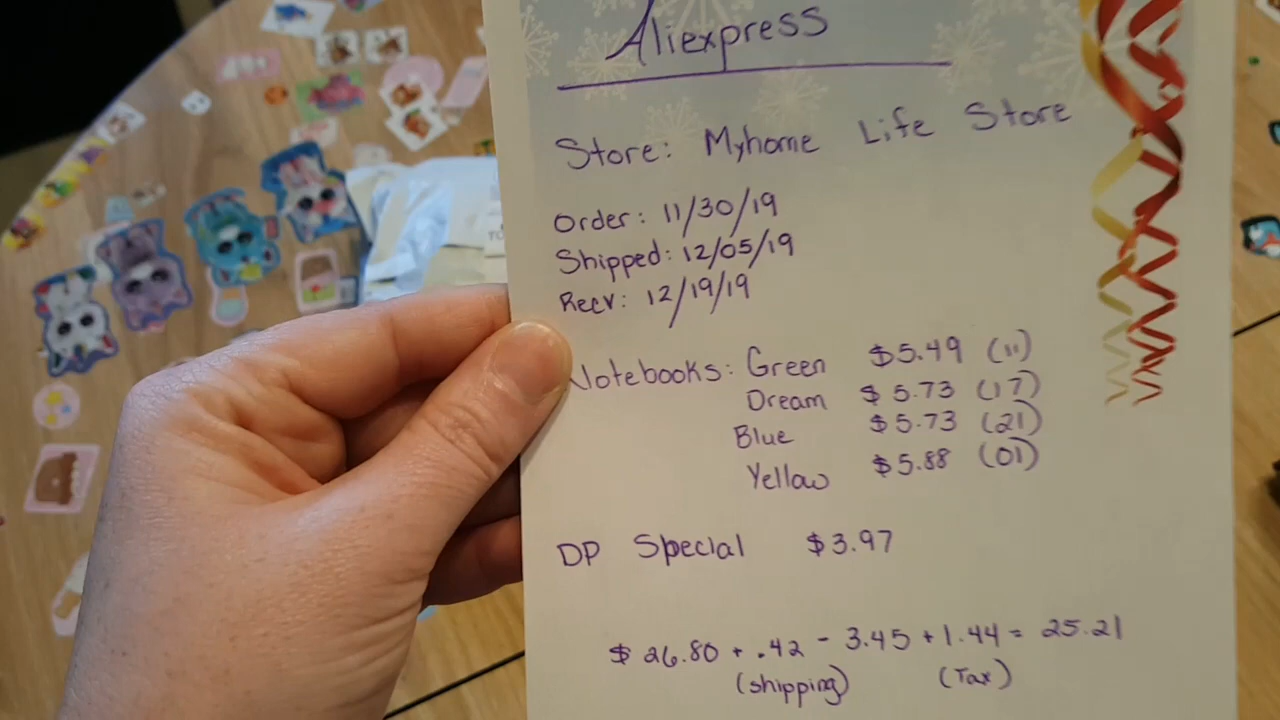 Aliexpress
Store: Myhome Life Store
Order: 11/30/19
Shipped: 12/05/19
Recv: 12/19/19
Notebooks: Green $5.49 (11)
Dream $5.73 (17)
Blue $5.73 (21)
Yellow $5.88 (01)
DP Special $3.97
$26.80 + .42 - 3.45 + 1.44 = 25.21
(shipping) (Tax)